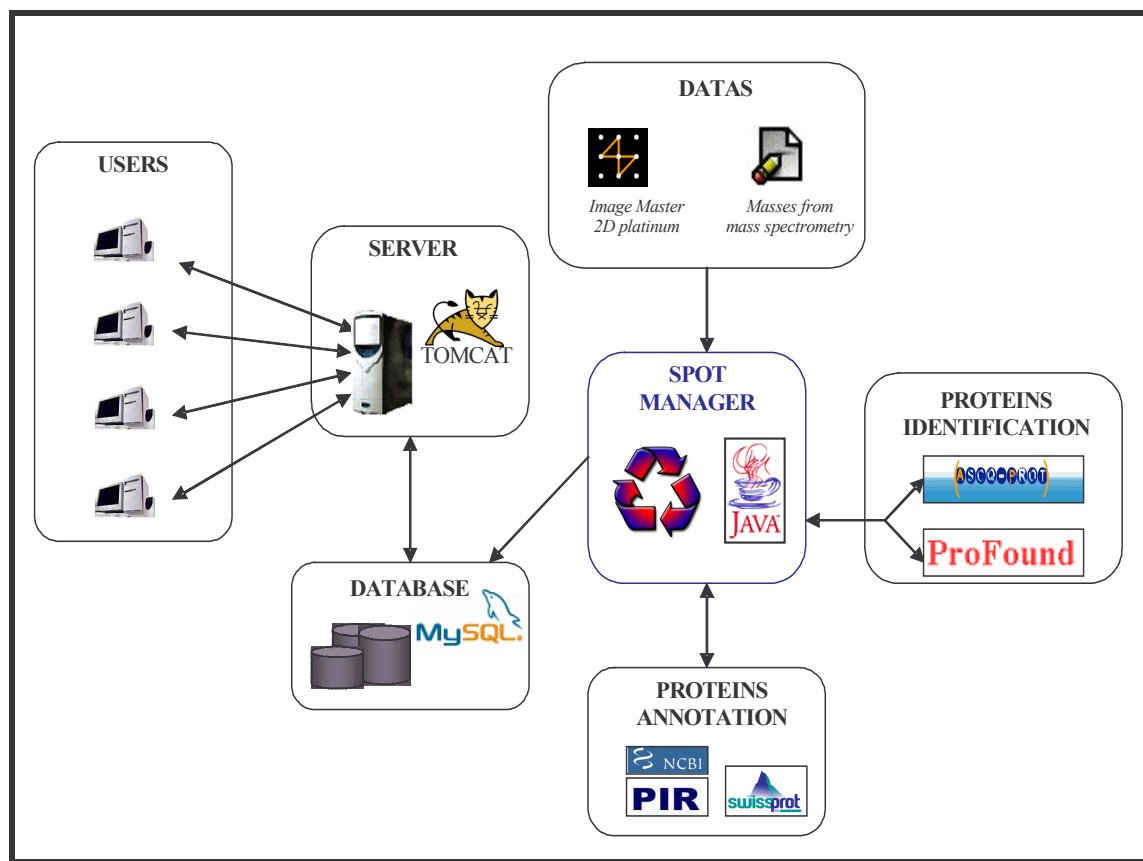 DATAS
Image Master
2D platinum
Masses from
mass spectrometry
USERS
SERVER
TOMCAT
SPOT
MANAGER
JAVA™
PROTEINS
IDENTIFICATION
(ASCQ-PROT)
ProFound
DATABASE
MySQL.
PROTEINS
ANNOTATION
NCBI
PIR
swissprot